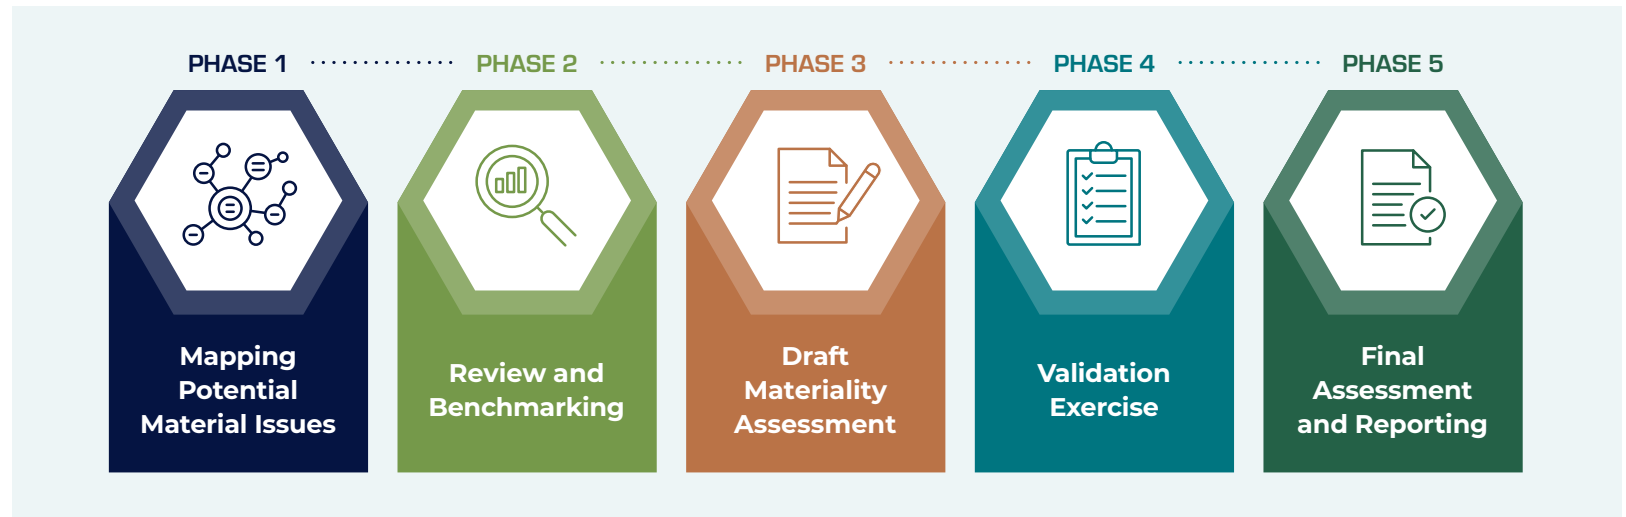 PHASE 1
PHASE 2
PHASE 3
PHASE 4
PHASE 5
Mapping
Potential
Material Issues
Review and
Benchmarking
Draft
Materiality
Assessment
Validation
Exercise
Final
Assessment
and Reporting